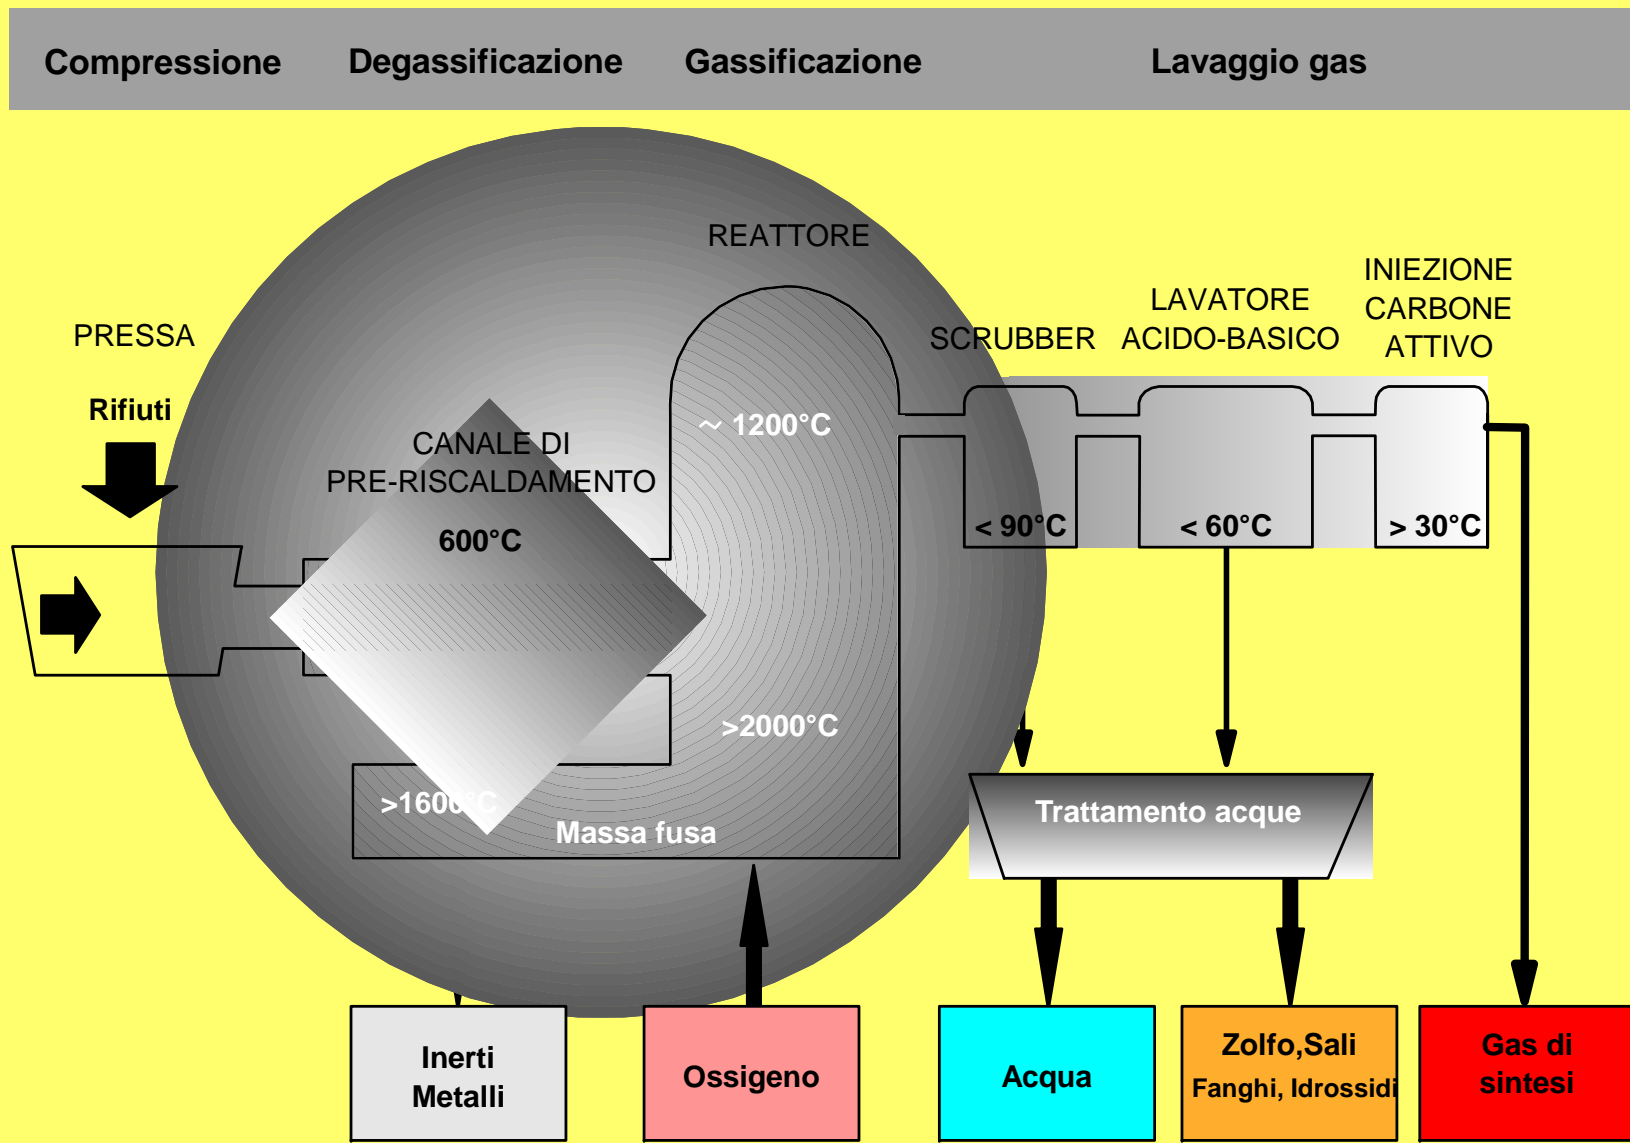 Compressione
Degassificazione
Gassificazione
Lavaggio gas
REATTORE
INIEZIONE
CARBONE
ATTIVO
LAVATORE
ACIDO-BASICO
SCRUBBER
PRESSA
Rifiuti
CANALE DI
PRE-RISCALDAMENTO
600°C
~ 1200°C
< 90°C
< 60°C
> 30°C
>2000°C
>1600°C
Massa fusa
Trattamento acque
Inerti
Metalli
Ossigeno
Acqua
Zolfo,Sali
Fanghi, Idrossidi
Gas di
sintesi